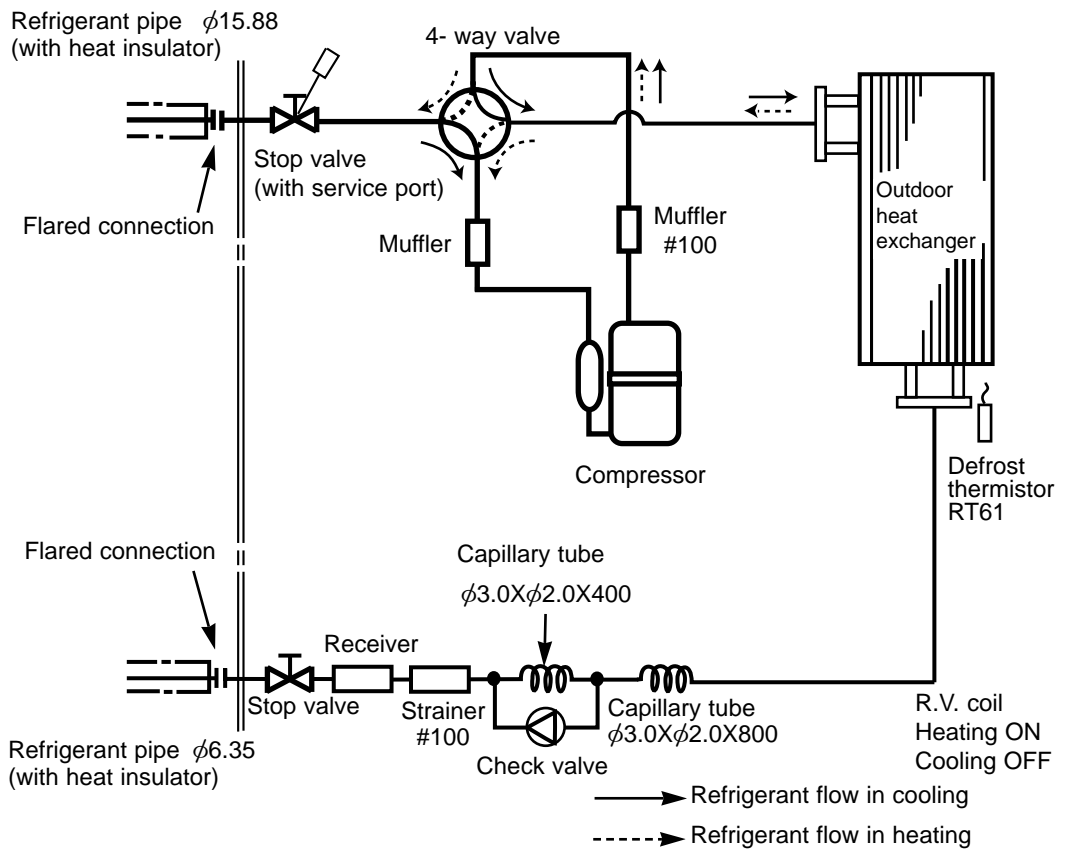 Refrigerant pipe ϕ15.88
(with heat insulator)
4- way valve
Stop valve
(with service port)
Flared connection
Muffler
Muffler
#100
Outdoor
heat
exchanger
Compressor
Defrost
thermistor
RT61
Flared connection
Capillary tube
ϕ3.0Xϕ2.0X400
Receiver
Stop valve
Strainer
#100
Capillary tube
ϕ3.0Xϕ2.0X800
Check valve
R.V. coil
Heating ON
Cooling OFF
Refrigerant pipe ϕ6.35
(with heat insulator)
Refrigerant flow in cooling
Refrigerant flow in heating